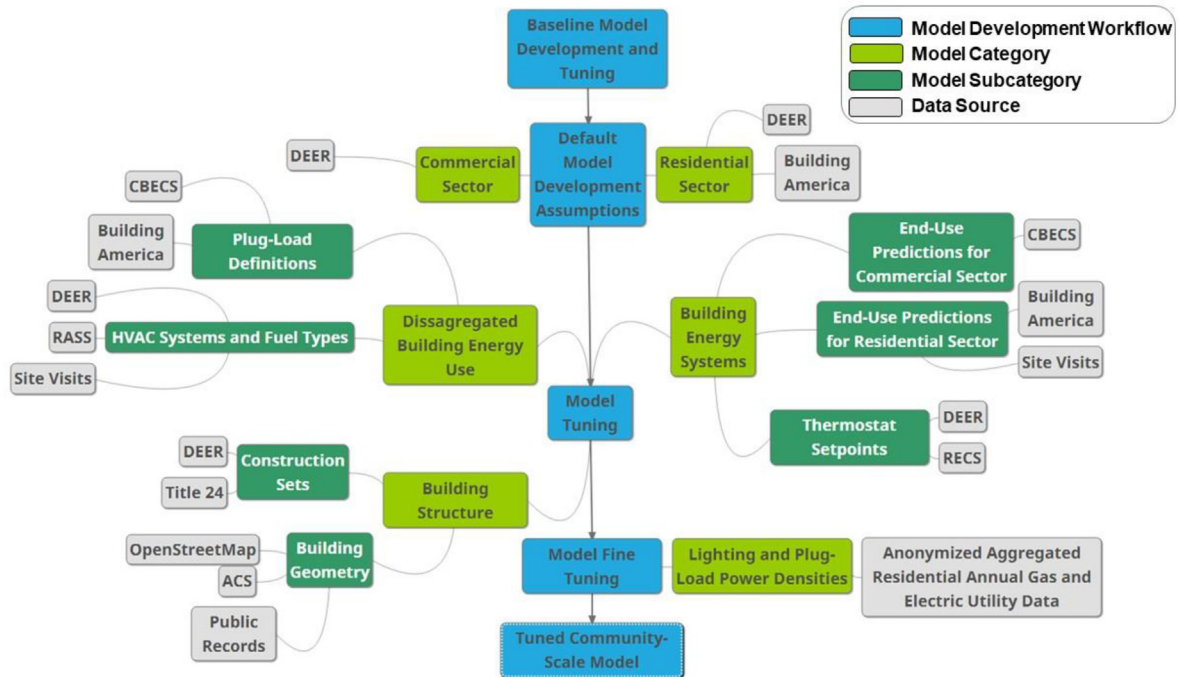 Baseline Model
Development and
Tuning
Model Development Workflow
Model Category
Model Subcategory
Data Source
DEER
Commercial
Sector
Default
Model
Development
Assumptions
Residential
Sector
DEER
Building
America
CBECS
Building
America
Plug-Load
Definitions
DEER
RASS
Site Visits
HVAC Systems and Fuel Types
Dissagregated
Building Energy
Use
Building
Energy
Systems
End-Use
Predictions for
Commercial Sector
CBECS
End-Use Predictions
for Residential Sector
Building
America
Site Visits
Thermostat
Setpoints
DEER
RECS
Model
Tuning
DEER
Title 24
Construction
Sets
Building
Structure
OpenStreetMap
ACS
Public
Records
Building
Geometry
Model Fine
Tuning
Lighting and Plug-
Load Power Densities
Anonymized Aggregated
Residential Annual Gas and
Electric Utility Data
Tuned Community-
Scale Model